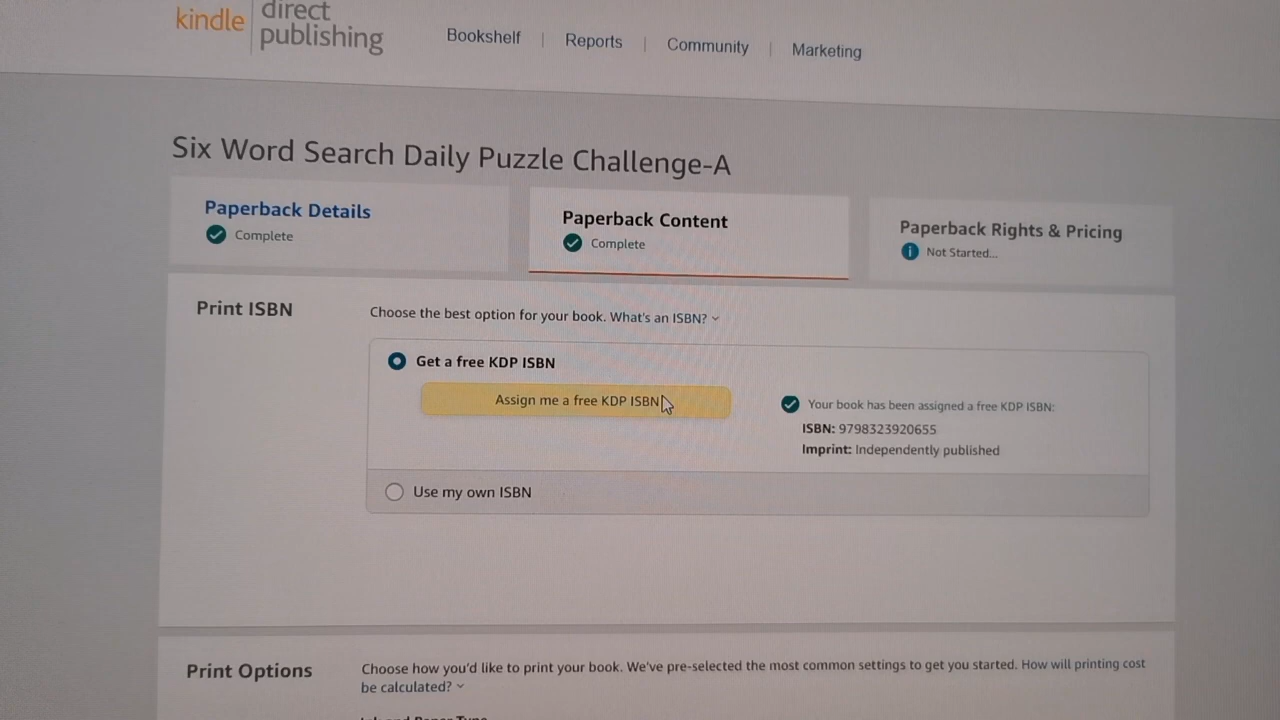 kindle direct publishing
Bookshelf | Reports | Community | Marketing
Six Word Search Daily Puzzle Challenge-A
Paperback Details
Complete
Paperback Content
Complete
Paperback Rights & Pricing
Not Started...
Print ISBN
Choose the best option for your book. What's an ISBN?
Get a free KDP ISBN
Assign me a free KDP ISBN
Your book has been assigned a free KDP ISBN:
ISBN: 9798323920655
Imprint: Independently published
Use my own ISBN
Print Options
Choose how you'd like to print your book. We've pre-selected the most common settings to get you started. How will printing cost
be calculated?